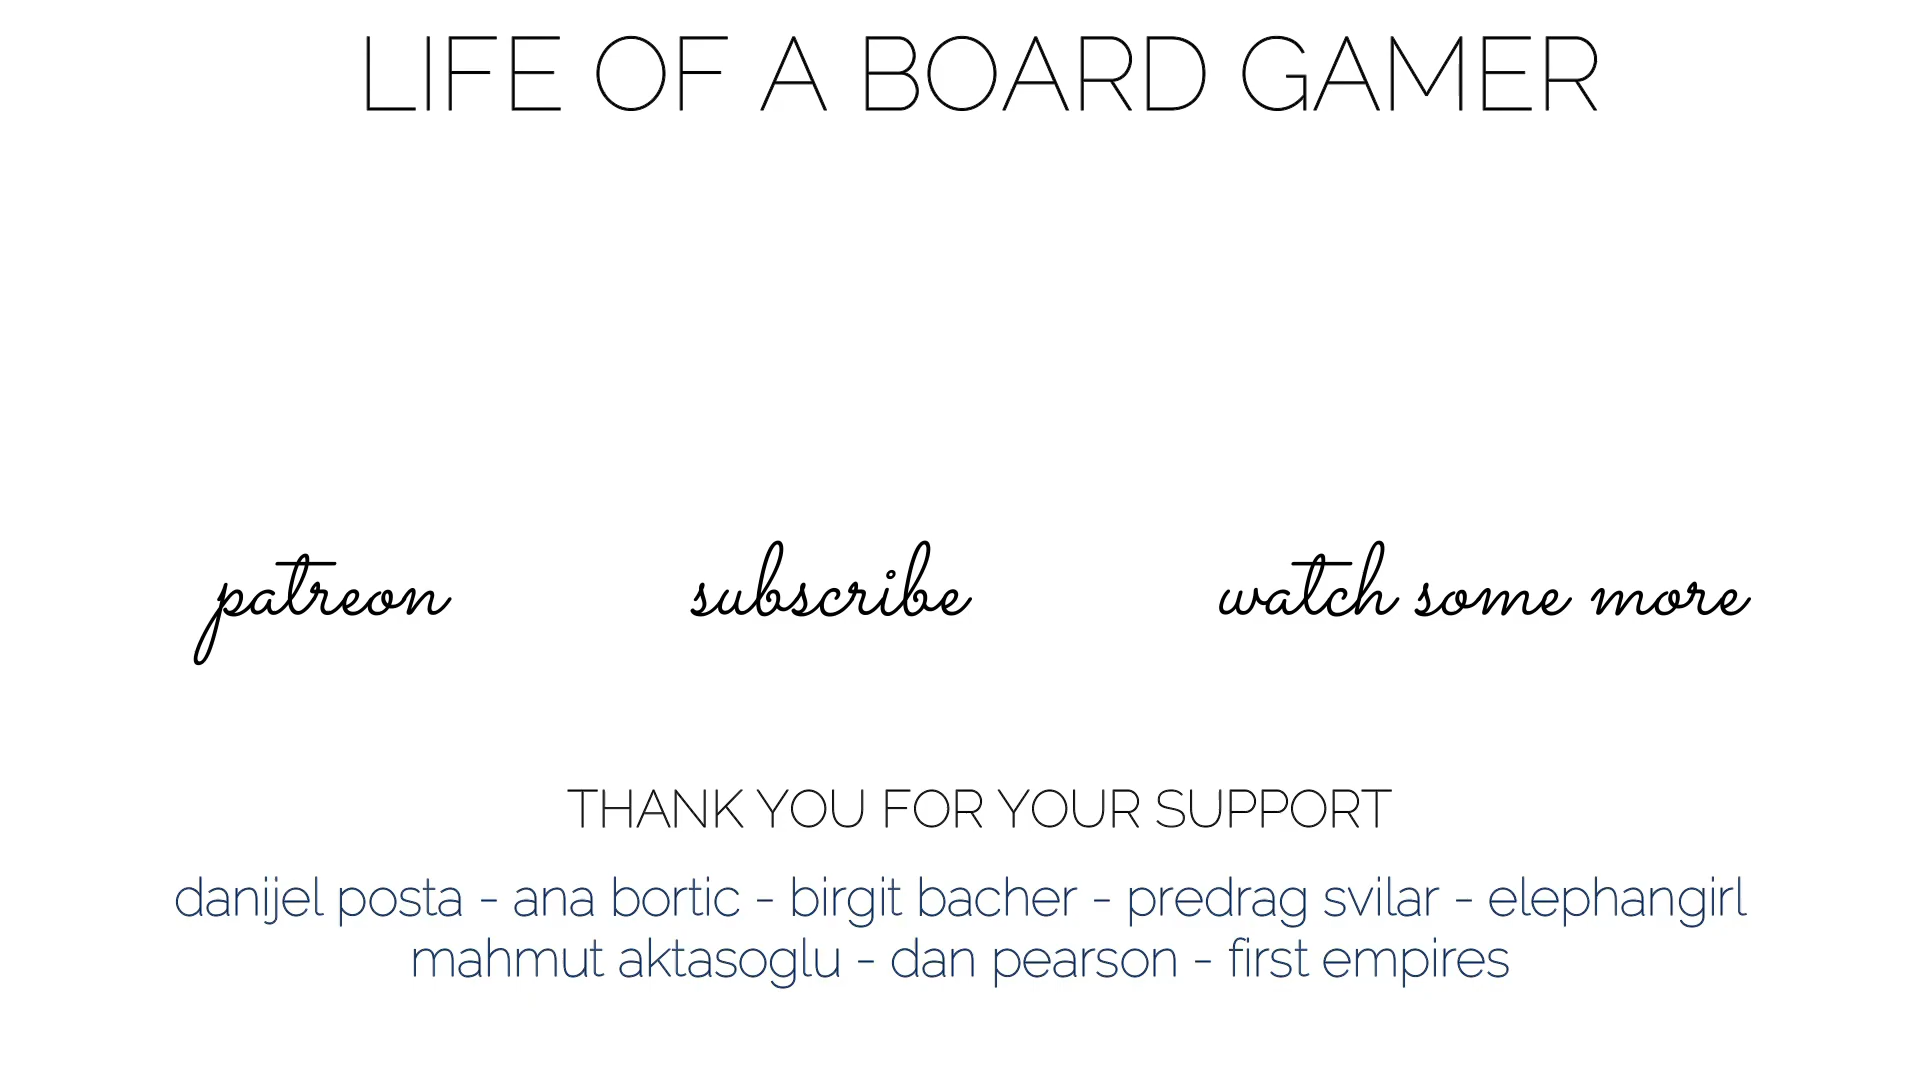 LIFE OF A BOARD GAMER
patreon subscribe watch some more
THANK YOU FOR YOUR SUPPORT
danijel posta - ana bortic - birgit bacher - predrag svilar - elephangirl
mahmut aktasoglu - dan pearson - first empires